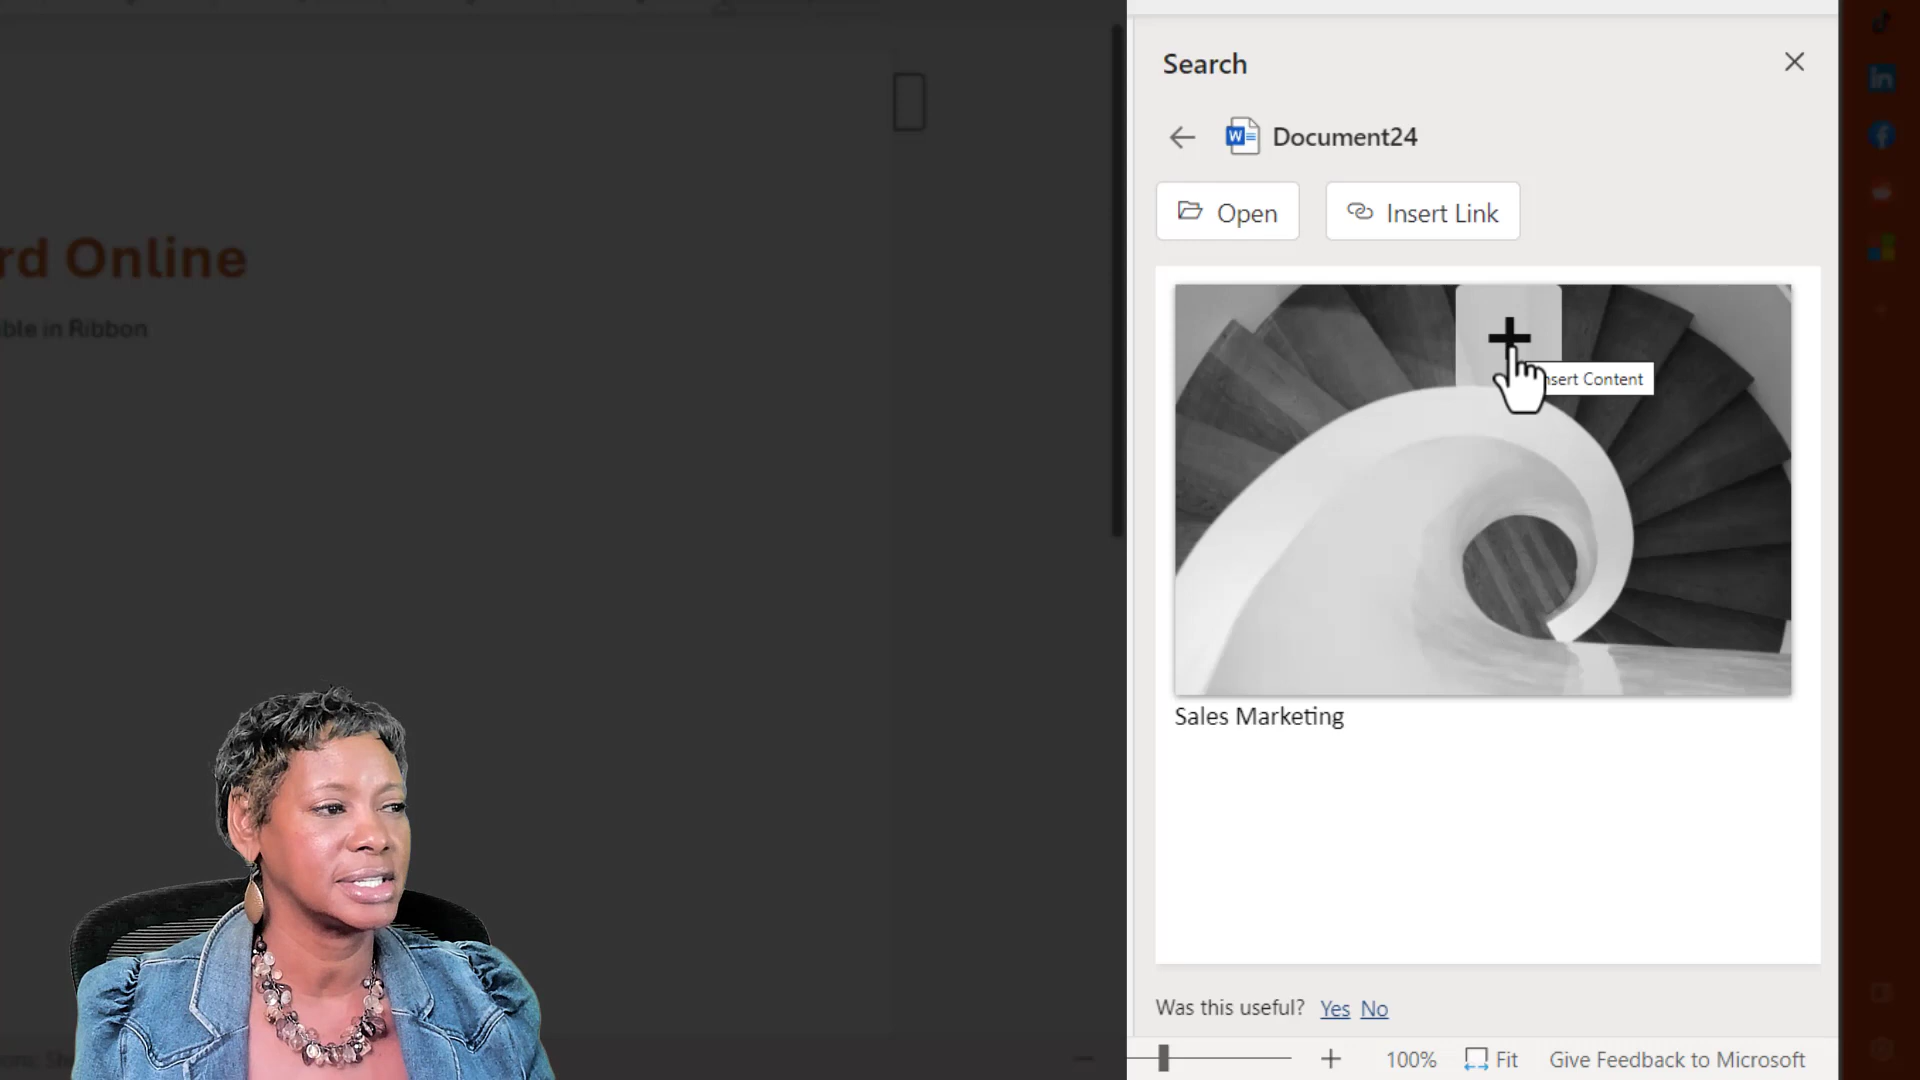 Search
Document24
Open
Insert Link
rd Online
ble in Ribbon
nsert Content
Sales Marketing
Was this useful? Yes No
100% Fit Give Feedback to Microsoft